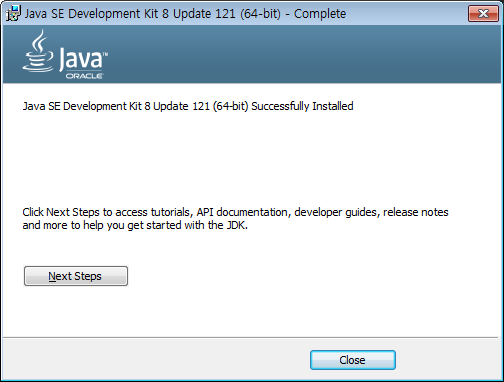 Java SE Development Kit 8 Update 121 (64-bit) - Complete
Java™
ORACLE
Java SE Development Kit 8 Update 121 (64-bit) Successfully Installed
Click Next Steps to access tutorials, API documentation, developer guides, release notes
and more to help you get started with the JDK.
Next Steps
Close